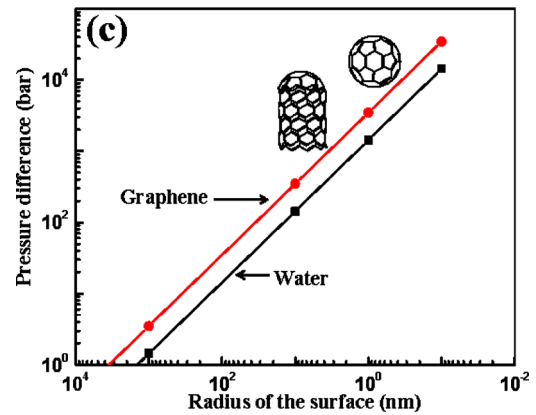 (c)
Pressure difference (bar)
10⁴
10²
10⁰
Graphene
Water
10⁴ 10² 10⁰ 10⁻²
Radius of the surface (nm)